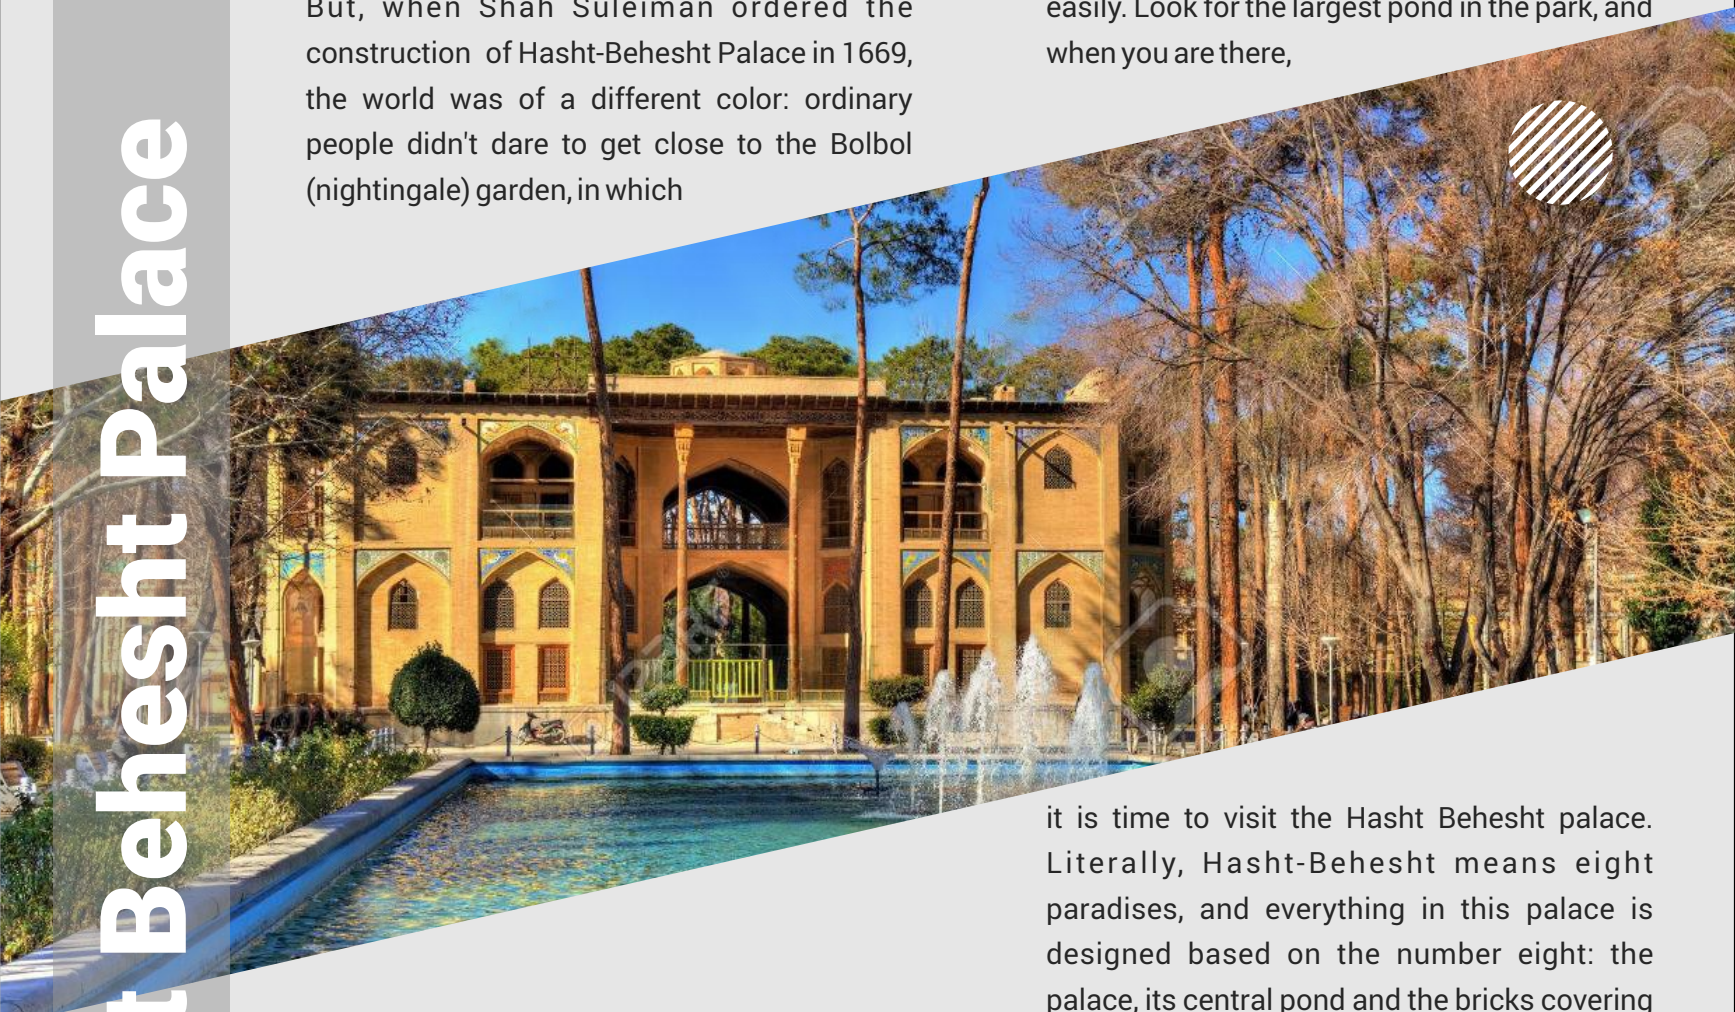 But, when Shah Suleiman ordered the
construction of Hasht-Behesht Palace in 1669,
the world was of a different color: ordinary
people didn't dare to get close to the Bolbol
(nightingale) garden, in which
easily. Look for the largest pond in the park, and
when you are there,
it is time to visit the Hasht Behesht palace.
Literally, Hasht-Behesht means eight
paradises, and everything in this palace is
designed based on the number eight: the
palace, its central pond and the bricks covering
t Behesht Palace